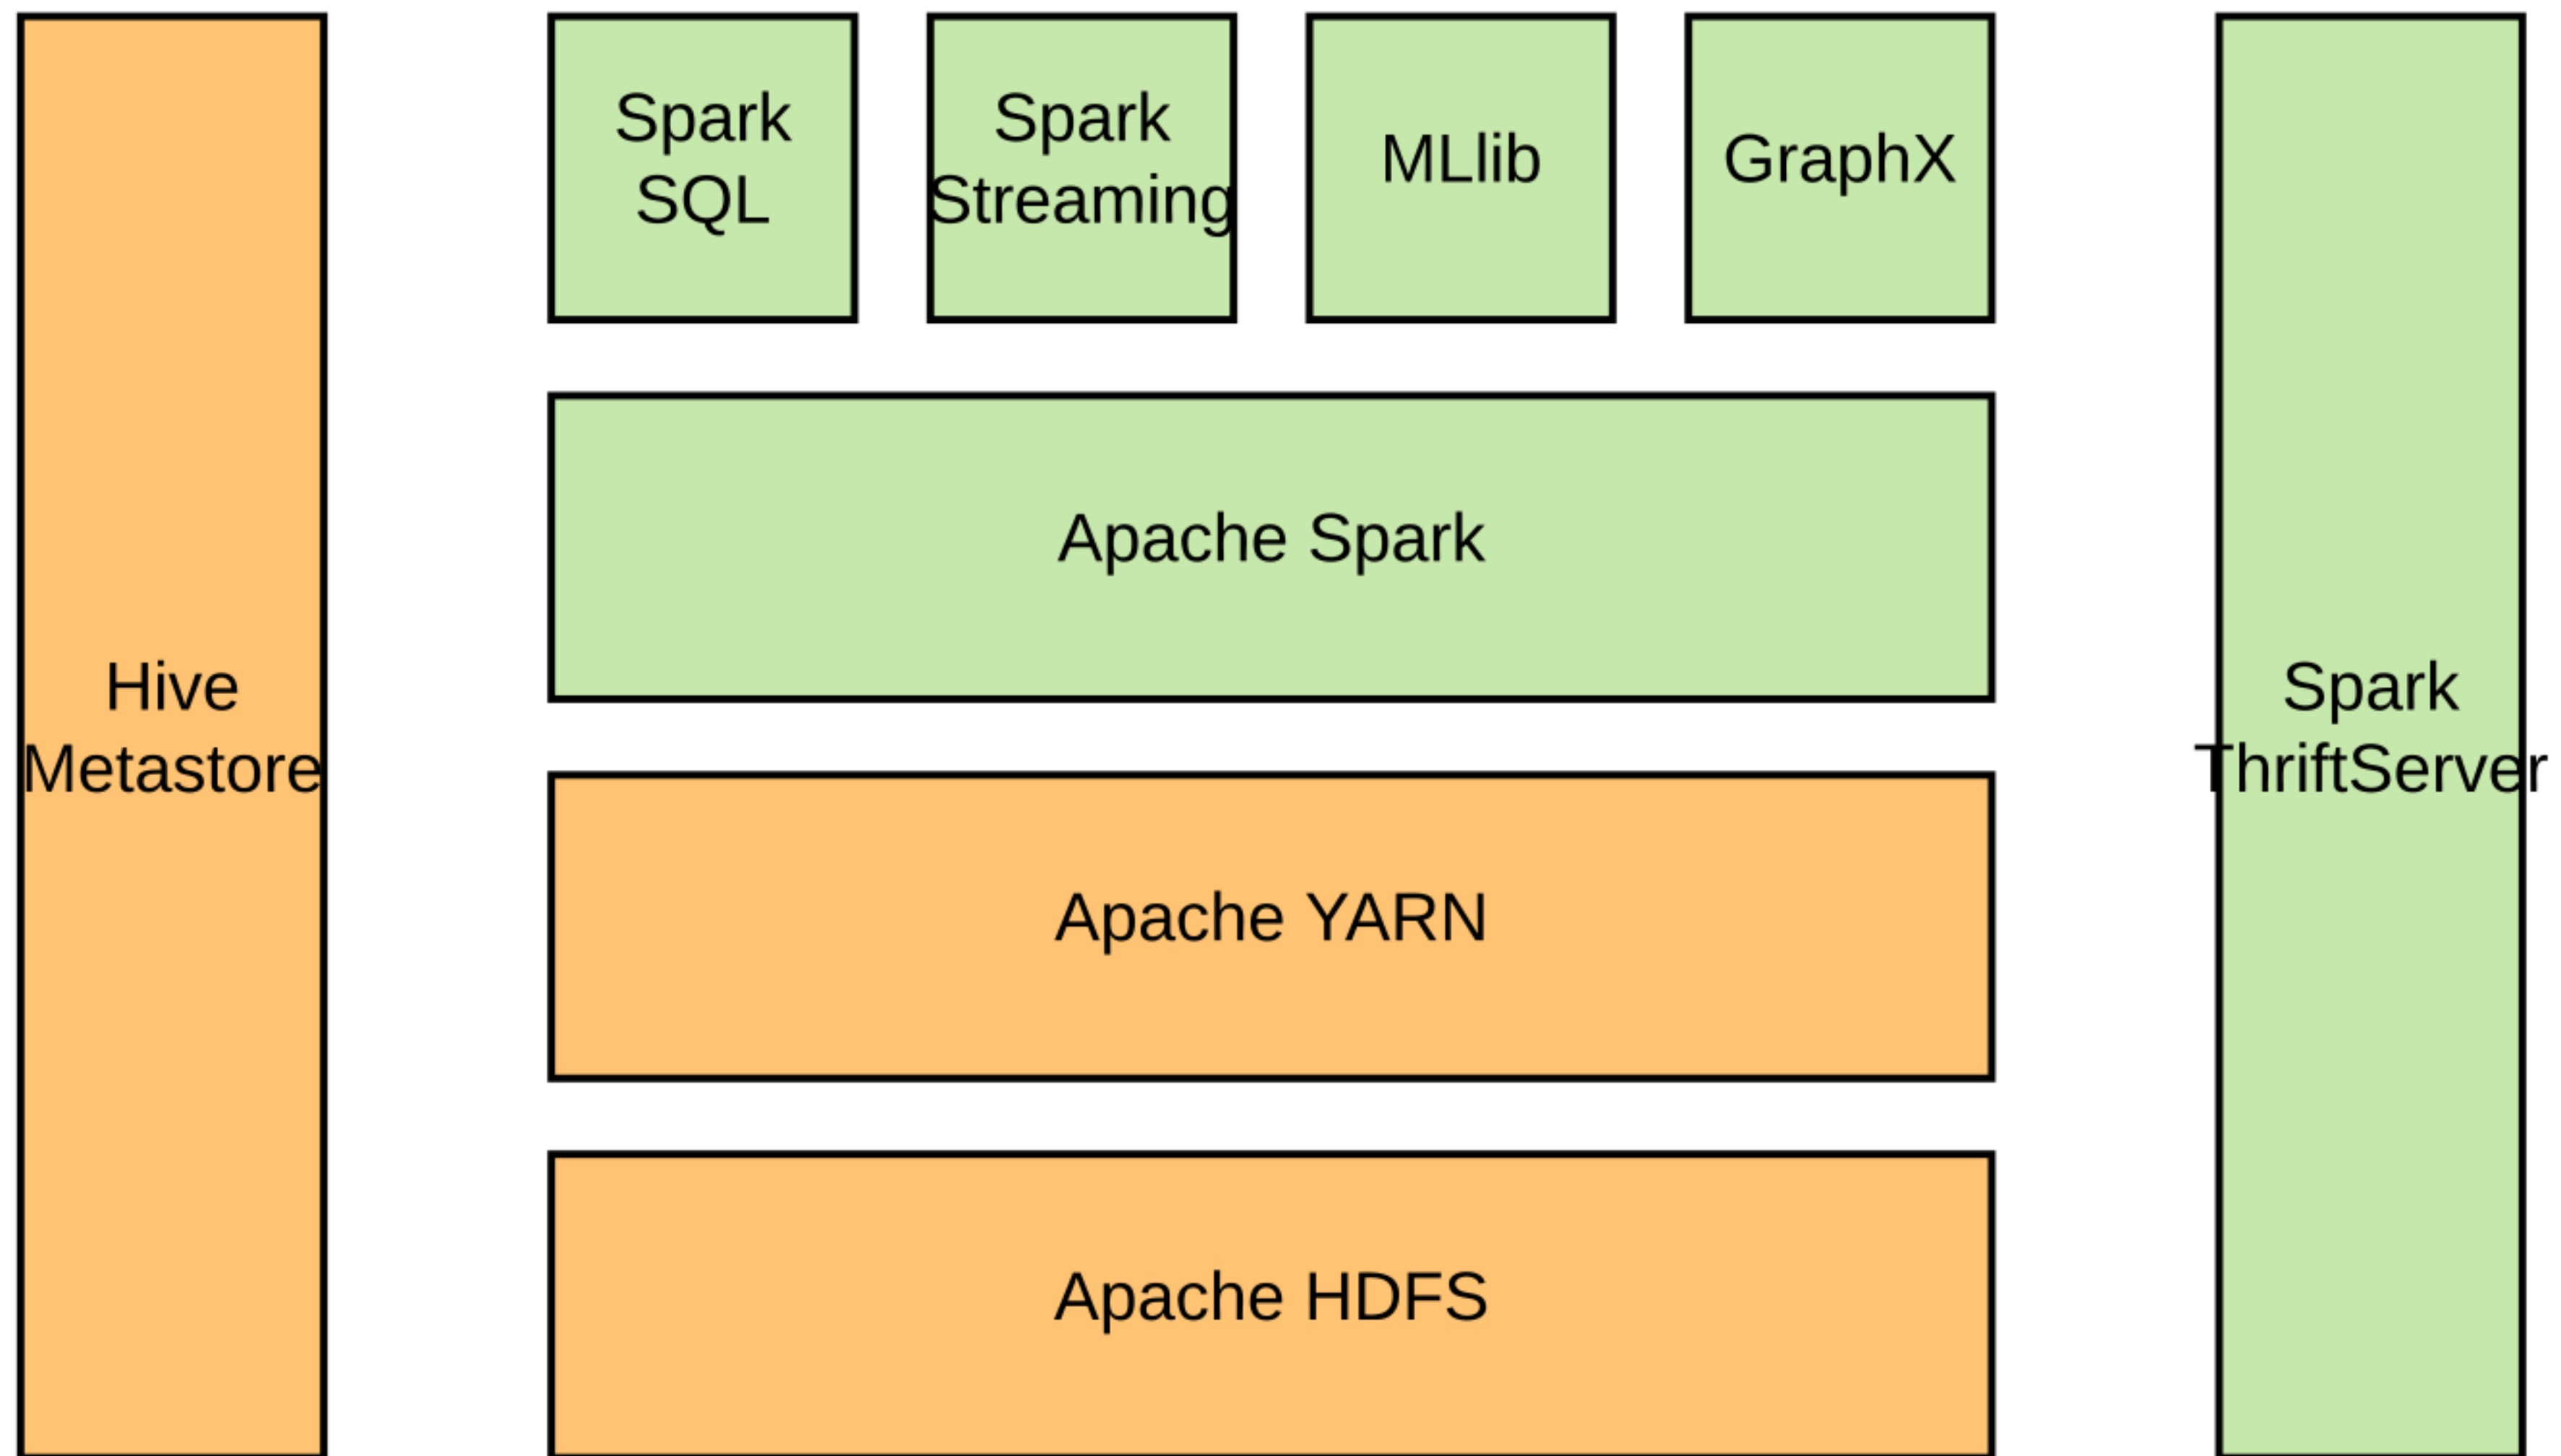 Hive
Metastore
Spark
SQL
Spark
Streaming
MLlib
GraphX
Apache Spark
Apache YARN
Apache HDFS
Spark
ThriftServer